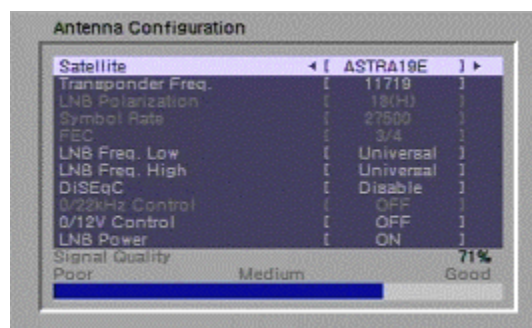 Antenna Configuration
Satellite ◄ [ ASTRA19E ] ►
Transponder Freq. [ 11719 ]
LNB Polarization [ 18(H) ]
Symbol Rate [ 27500 ]
FEC [ 3/4 ]
LNB Freq. Low [ Universal ]
LNB Freq. High [ Universal ]
DiSEqC [ Disable ]
0/22kHz Control [ OFF ]
0/12V Control [ OFF ]
LNB Power [ ON ]
Signal Quality 71%
Poor Medium Good